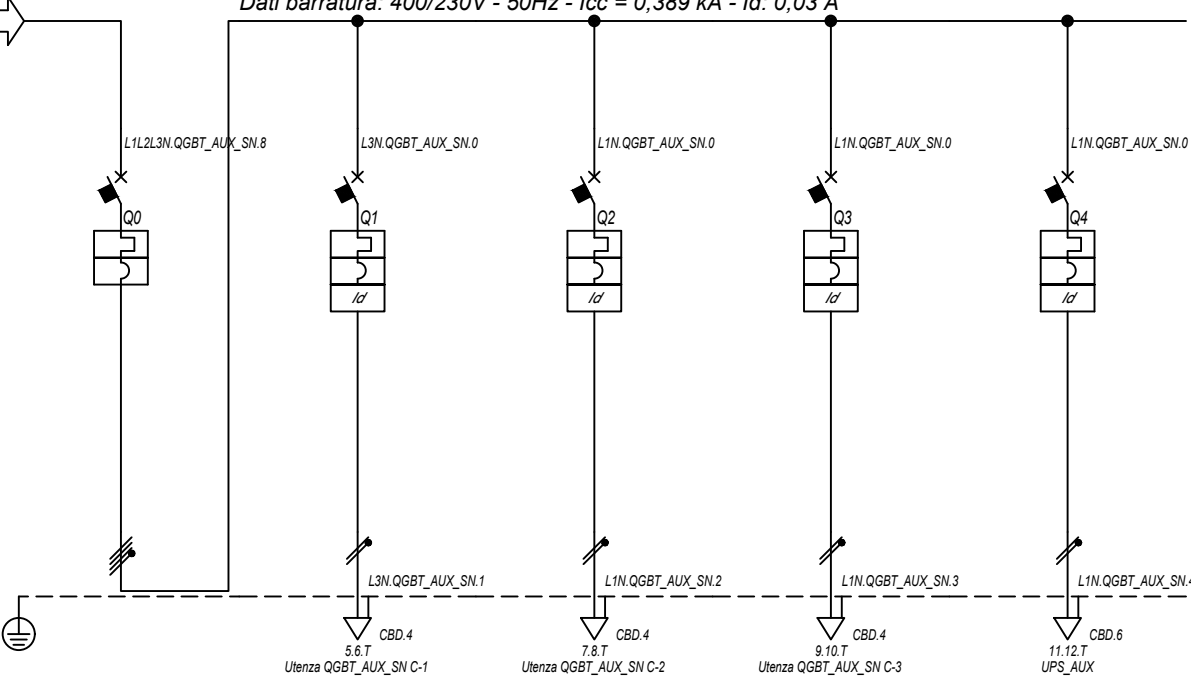 Dati barratura: 400/230V - 50Hz - Icc = 0,389 kA - Id: 0,03 A
L1L2L3N.QGBT_AUX_SN.8
L3N.QGBT_AUX_SN.0
L1N.QGBT_AUX_SN.0
L1N.QGBT_AUX_SN.0
L1N.QGBT_AUX_SN.0
Q0
Q1
Q2
Q3
Q4
Id
Id
Id
Id
L3N.QGBT_AUX_SN.1
L1N.QGBT_AUX_SN.2
L1N.QGBT_AUX_SN.3
L1N.QGBT_AUX_SN.4
CBD.4
CBD.4
CBD.4
CBD.6
5.6.T
Utenza QGBT_AUX_SN C-1
7.8.T
Utenza QGBT_AUX_SN C-2
9.10.T
Utenza QGBT_AUX_SN C-3
11.12.T
UPS_AUX